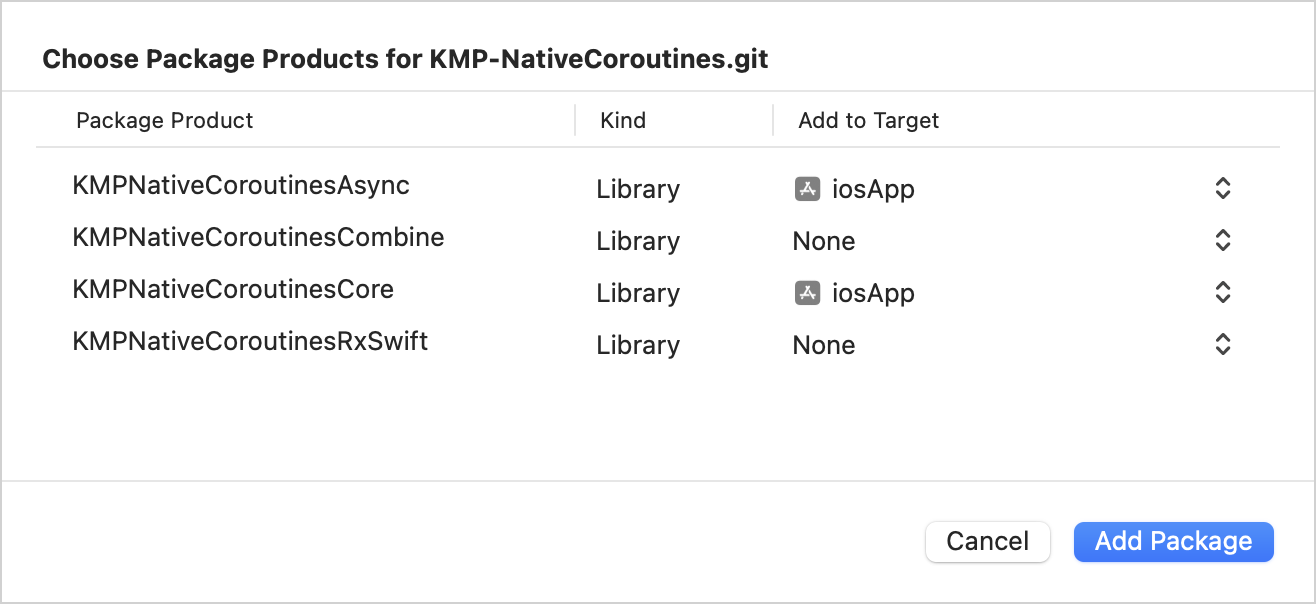 Choose Package Products for KMP-NativeCoroutines.git
Package Product Kind Add to Target
KMPNativeCoroutinesAsync Library iosApp
KMPNativeCoroutinesCombine Library None
KMPNativeCoroutinesCore Library iosApp
KMPNativeCoroutinesRxSwift Library None
Cancel Add Package